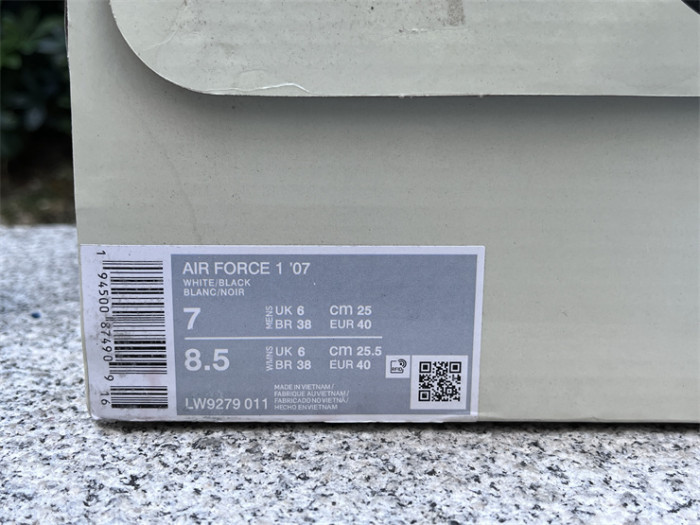 AIR FORCE 1 '07
WHITE/BLACK
BLANC/NOIR
7 MENS UK 6 cm 25
BR 38 EUR 40
8.5 WMNS UK 6 cm 25.5
BR 38 EUR 40
MADE IN VIETNAM/
FABRIQUE AU VIETNAM/
FABRICADO NO VIETNÃ/
HECHO EN VIETNAM
LW9279 011
1 94500 87490 9 16